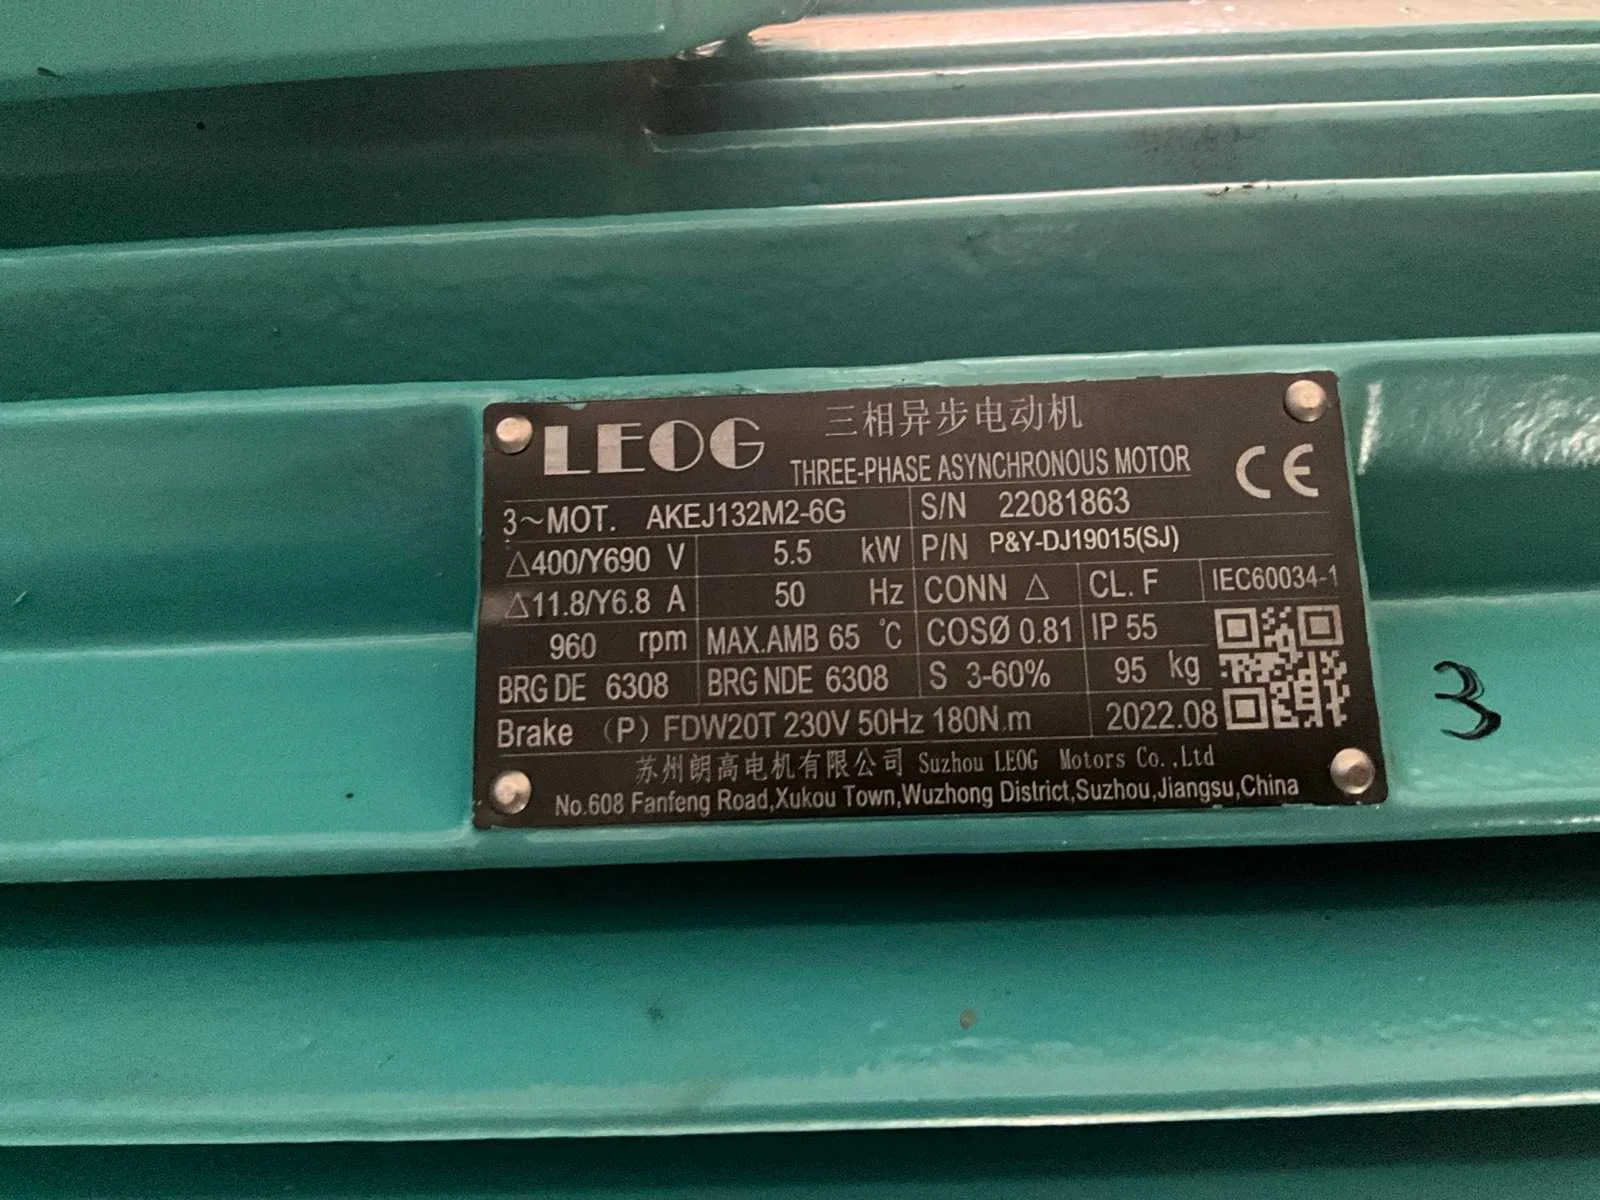 LEOG 三相异步电动机
THREE-PHASE ASYNCHRONOUS MOTOR
CE
3~MOT. AKEJ132M2-6G S/N 22081863
△400/Y690 V 5.5 kW P/N P&Y-DJ19015(SJ)
△11.8/Y6.8 A 50 Hz CONN △ CL. F IEC60034-1
960 rpm MAX.AMB 65 ℃ COSØ 0.81 IP 55
BRG DE 6308 BRG NDE 6308 S 3-60% 95 kg
Brake （P）FDW20T 230V 50Hz 180N.m 2022.08
苏州朗高电机有限公司 Suzhou LEOG Motors Co.,Ltd
No.608 Fanfeng Road,Xukou Town,Wuzhong District,Suzhou,Jiangsu,China
3